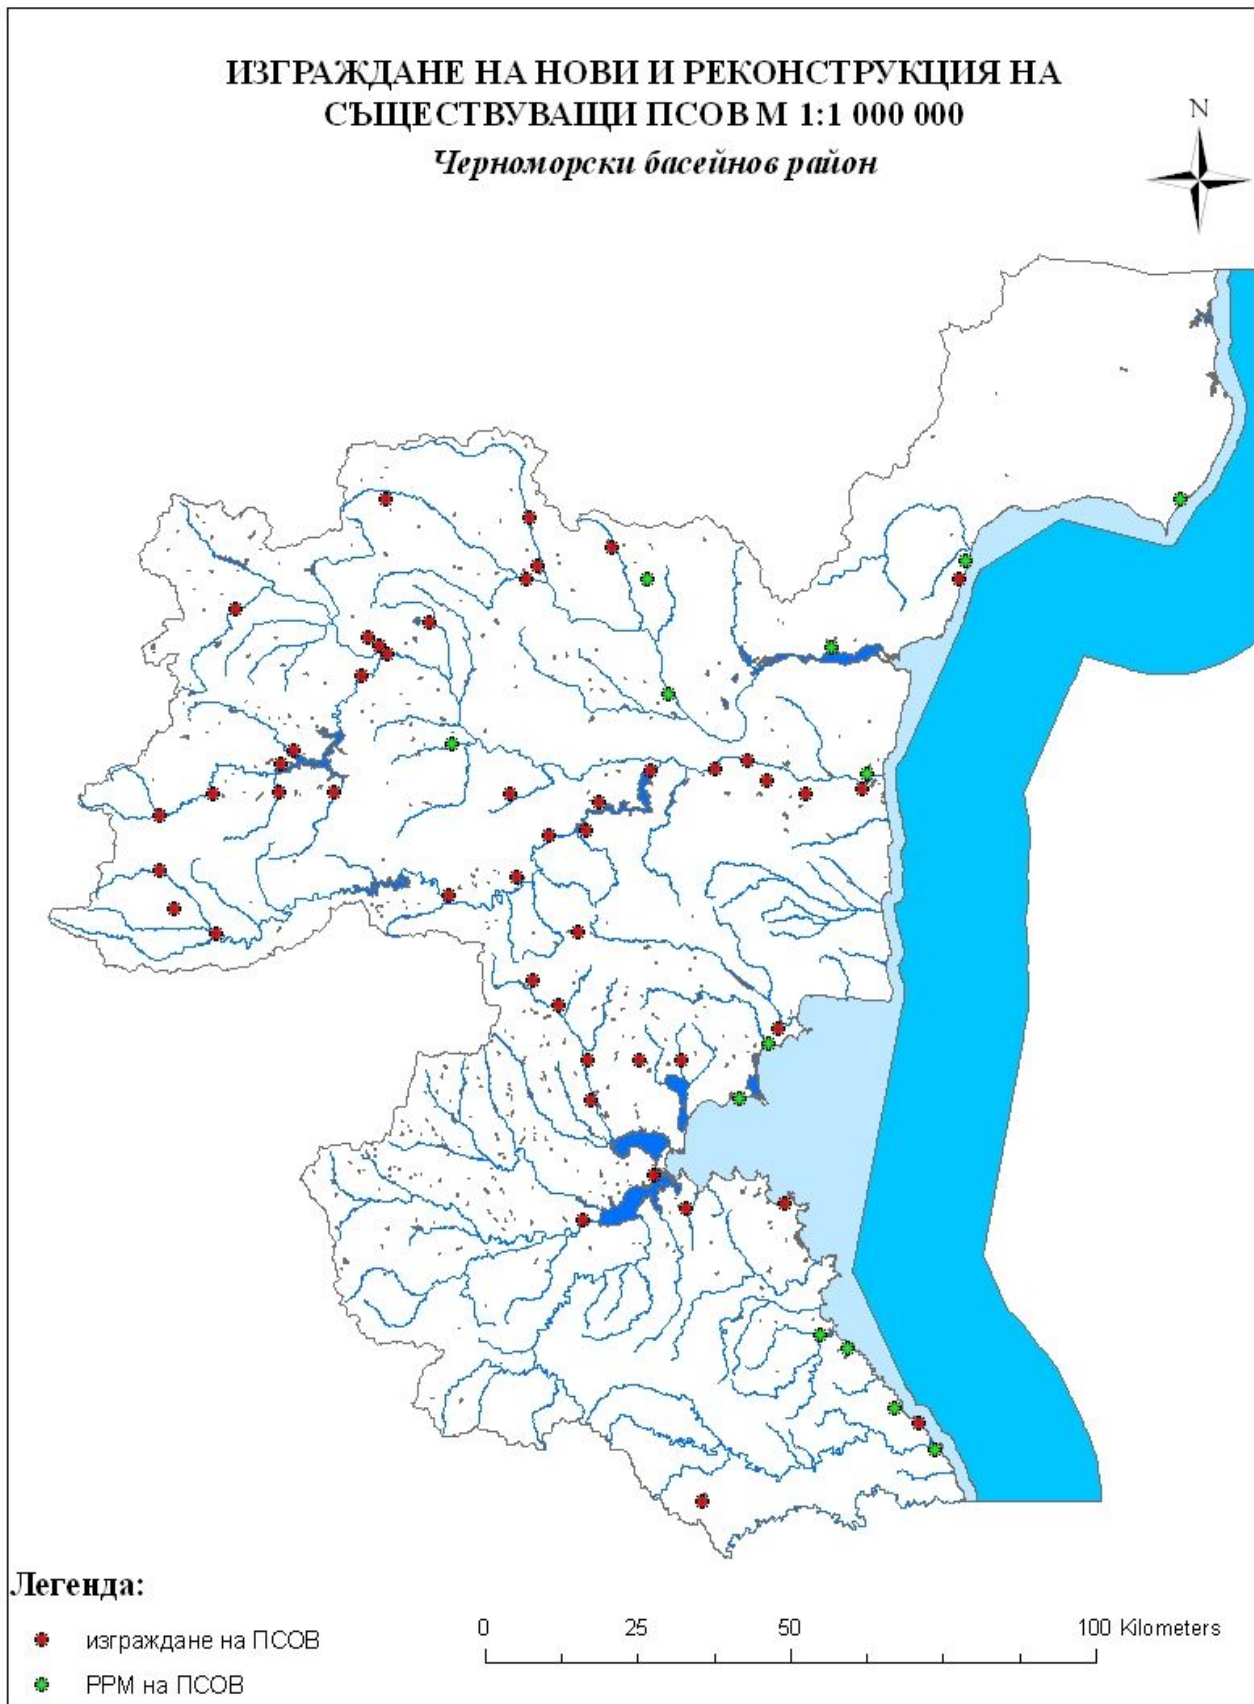 ИЗГРАЖДАНЕ НА НОВИ И РЕКОНСТРУКЦИЯ НА
СЪЩЕСТВУВАЩИ ПСОВ М 1:1 000 000
Черноморски басейнов район
N
Легенда:
изграждане на ПСОВ
РРМ на ПСОВ
0 25 50 100 Kilometers